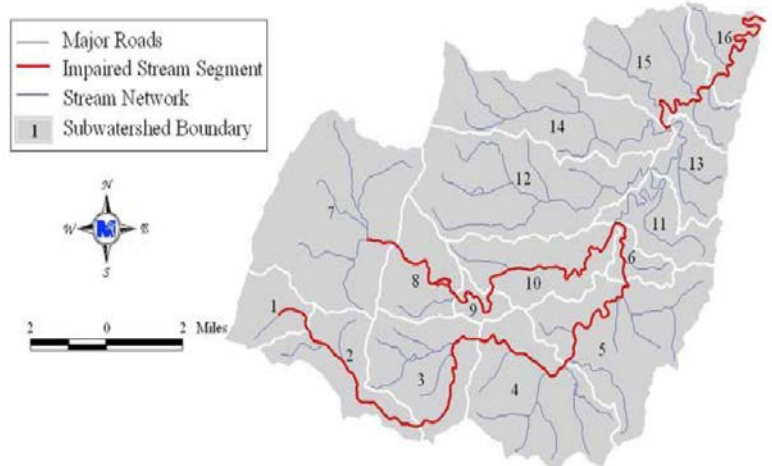 Major Roads
Impaired Stream Segment
Stream Network
1 Subwatershed Boundary
N
W M E
S
2 0 2 Miles
16
15
14
13
12
7
11
6
8
10
9
1
2
5
3
4